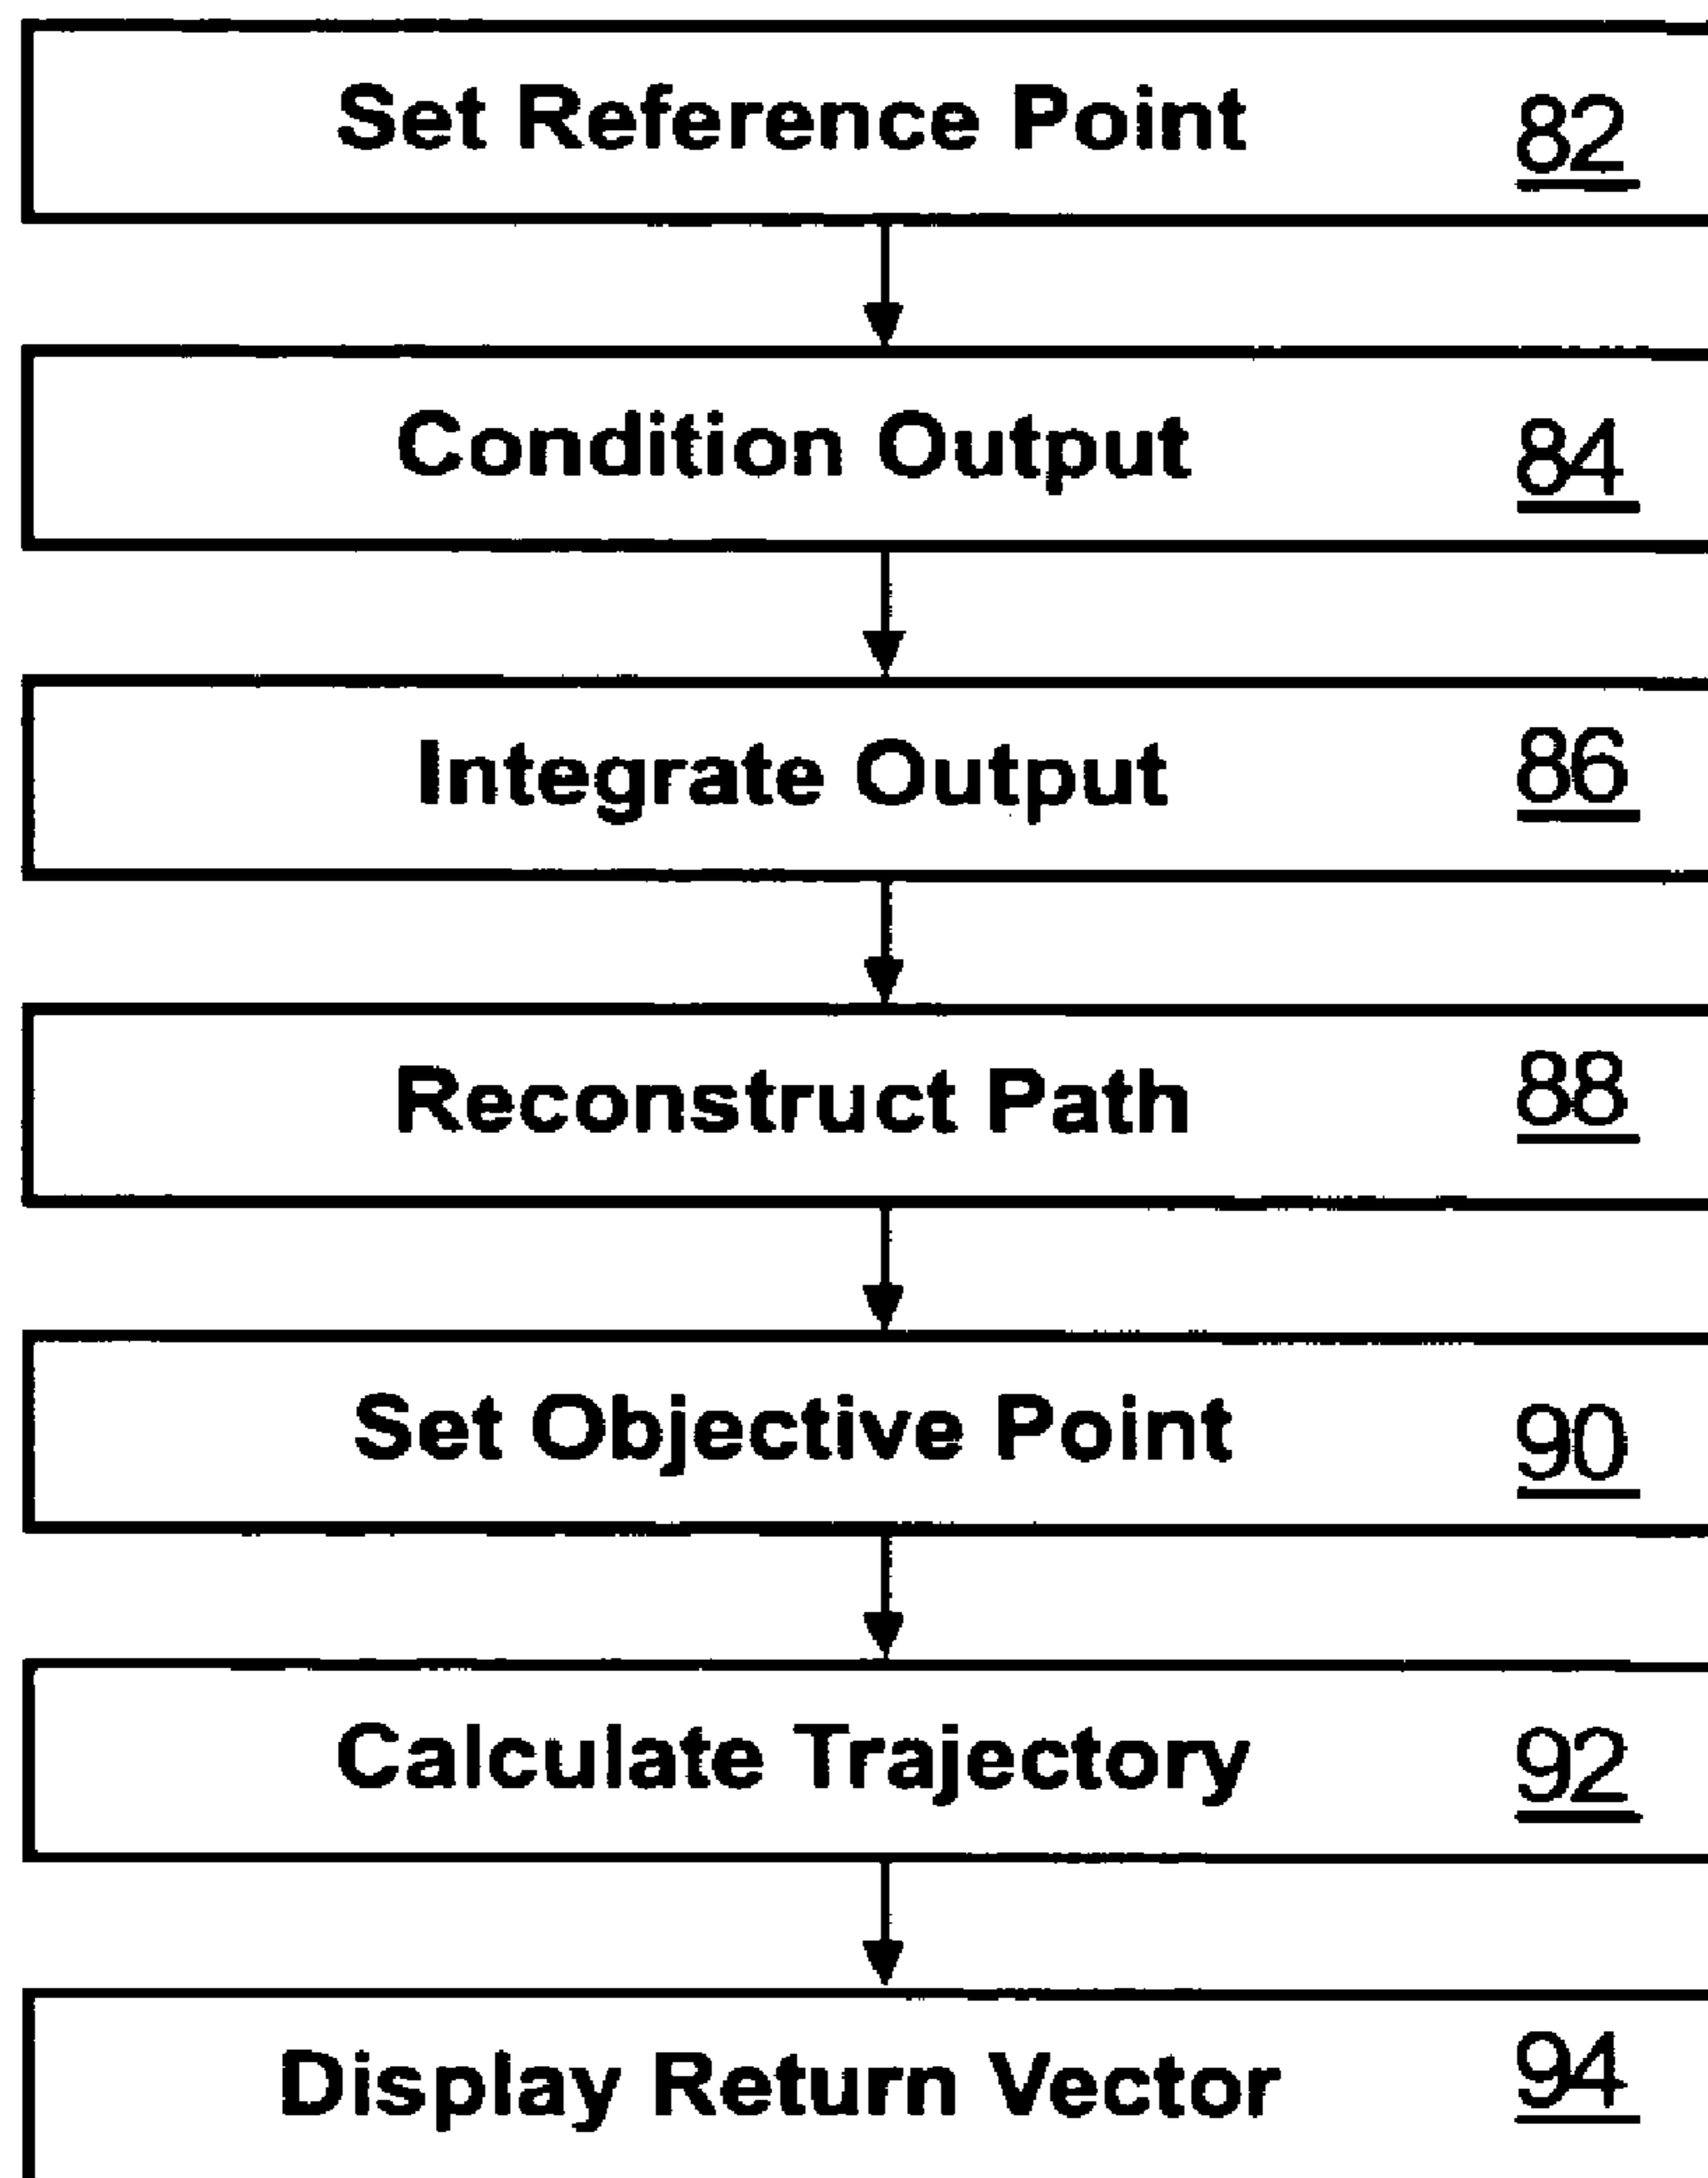 Set Reference Point 82
Condition Output 84
Integrate Output 86
Reconstruct Path 88
Set Objective Point 90
Calculate Trajectory 92
Display Return Vector 94